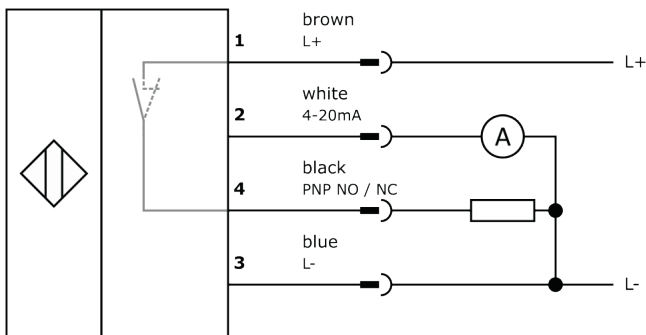 brown
1 L+ L+
white
2 4-20mA
A
black
4 PNP NO / NC
blue
3 L- L-